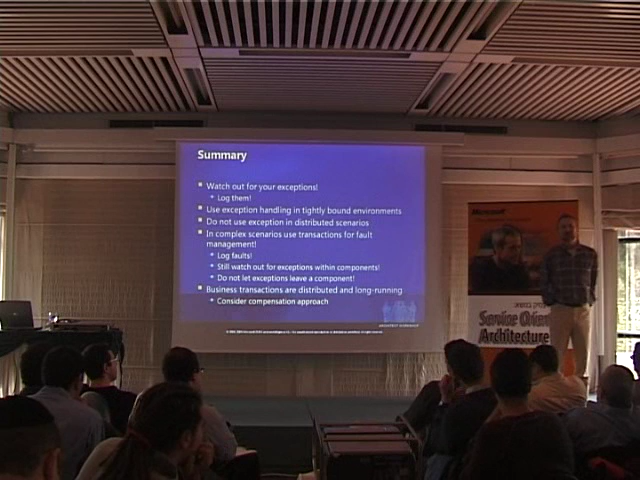 Summary
Watch out for your exceptions!
Log them!
Use exception handling in tightly bound environments
Do not use exception in distributed scenarios
In complex scenarios use transactions for fault
management!
Log faults!
Still watch out for exceptions within components!
Do not let exceptions leave a component!
Business transactions are distributed and long-running
Consider compensation approach
Microsoft
Service Orien
Architecture